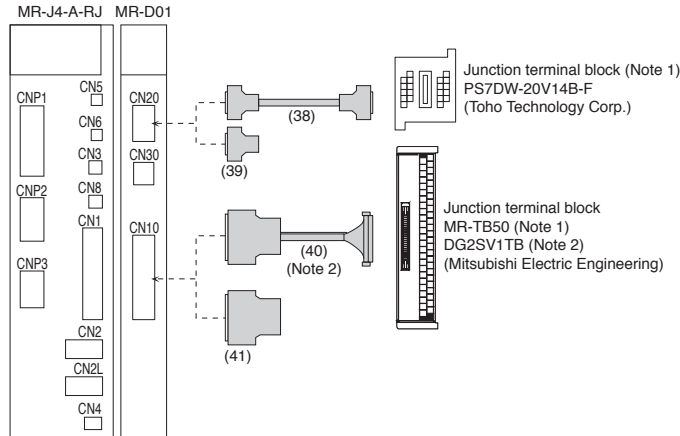 MR-J4-A-RJ MR-D01
CNP1
CN5
CN20
CN6
CN3
CN30
CNP2
CN8
CN1
CN10
CNP3
CN2
CN2L
CN4
(38)
(39)
(40)
(Note 2)
(41)
Junction terminal block (Note 1)
PS7DW-20V14B-F
(Toho Technology Corp.)
Junction terminal block
MR-TB50 (Note 1)
DG2SV1TB (Note 2)
(Mitsubishi Electric Engineering)